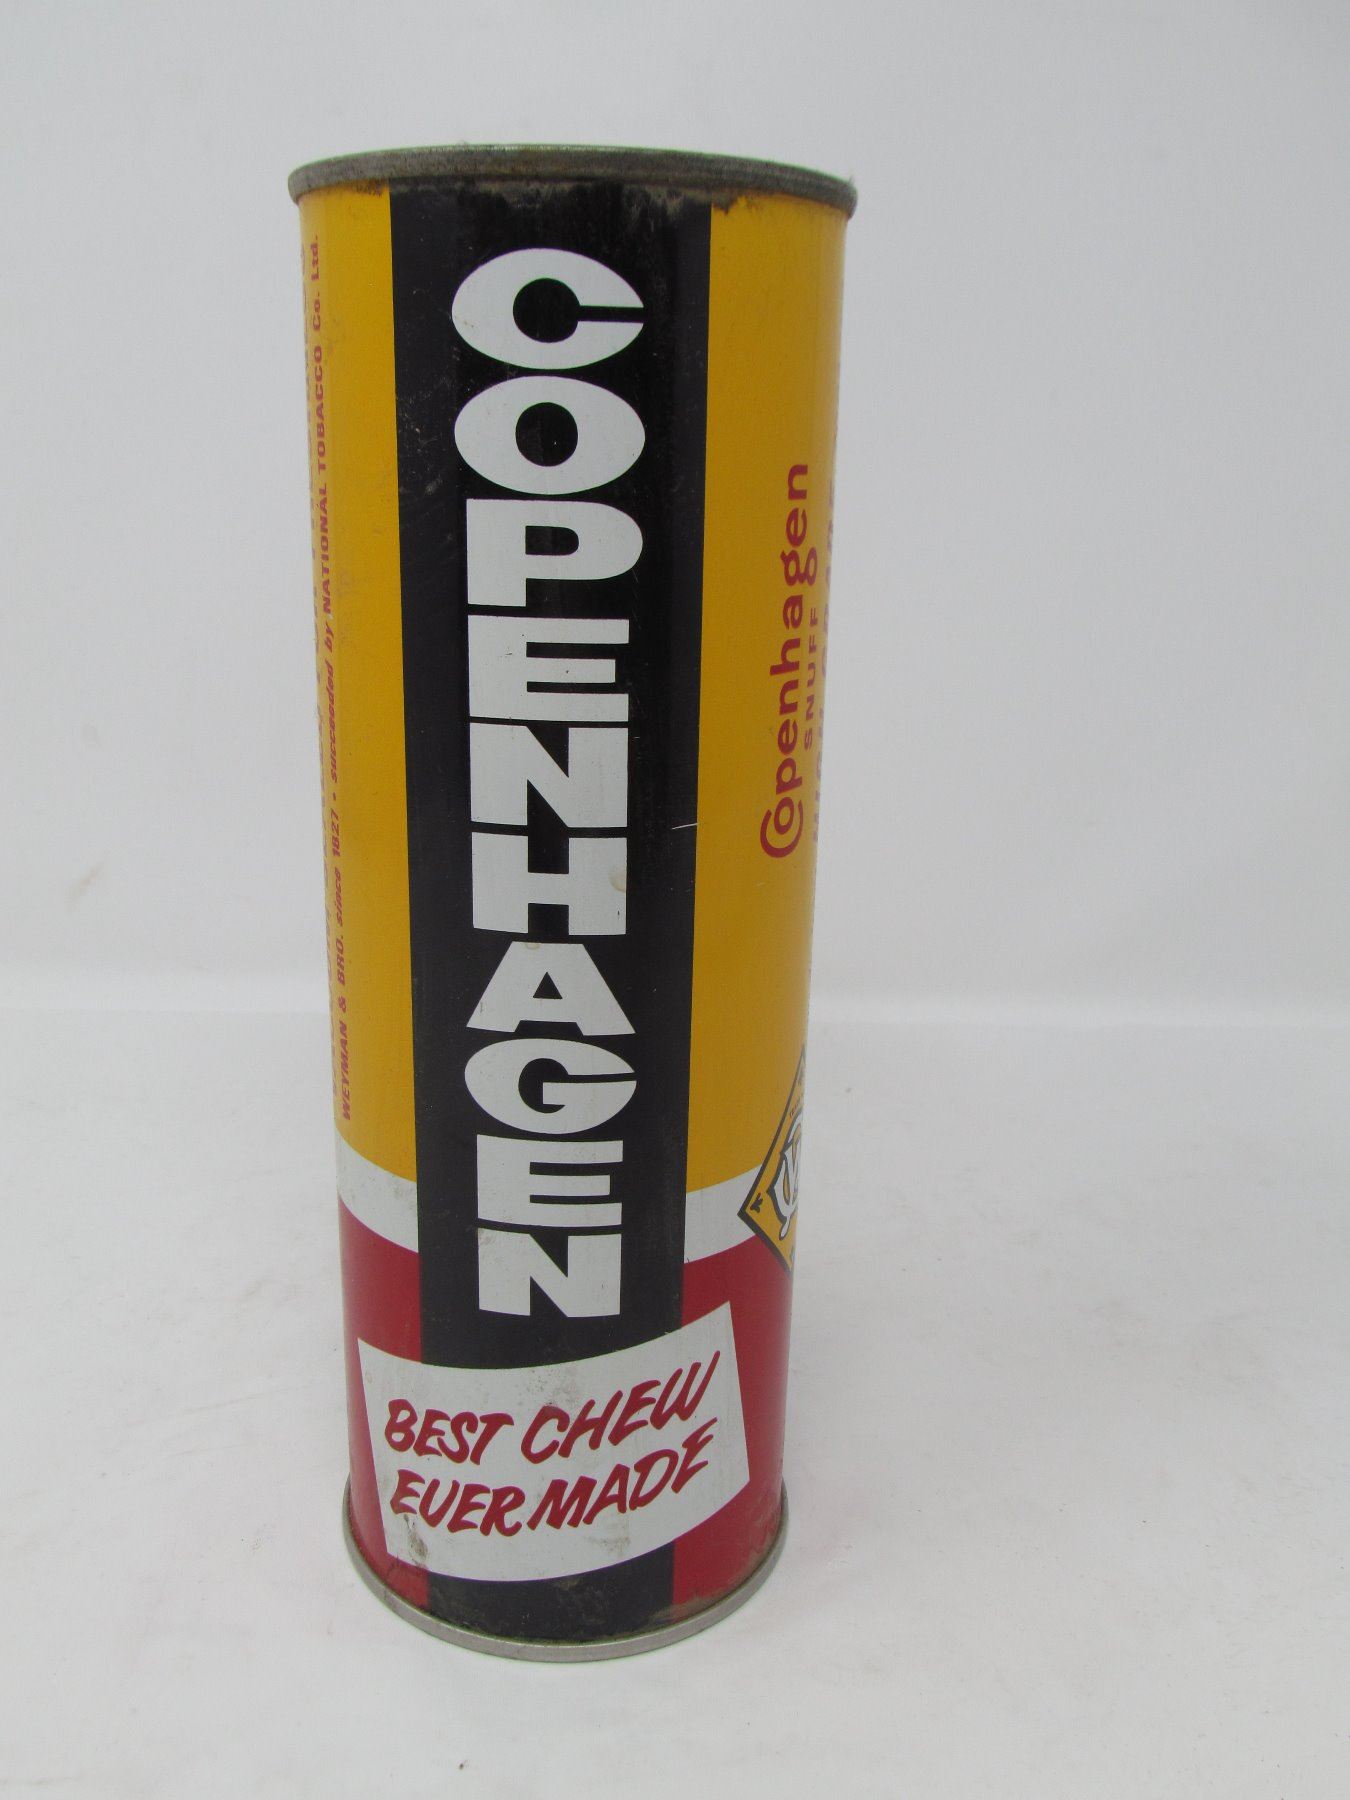 COPENHAGEN
BEST CHEW
EVER MADE
WEYMAN & BRO. since 1827 • succeeded by NATIONAL TOBACCO Co. Ltd.
Copenhagen
SNUFF